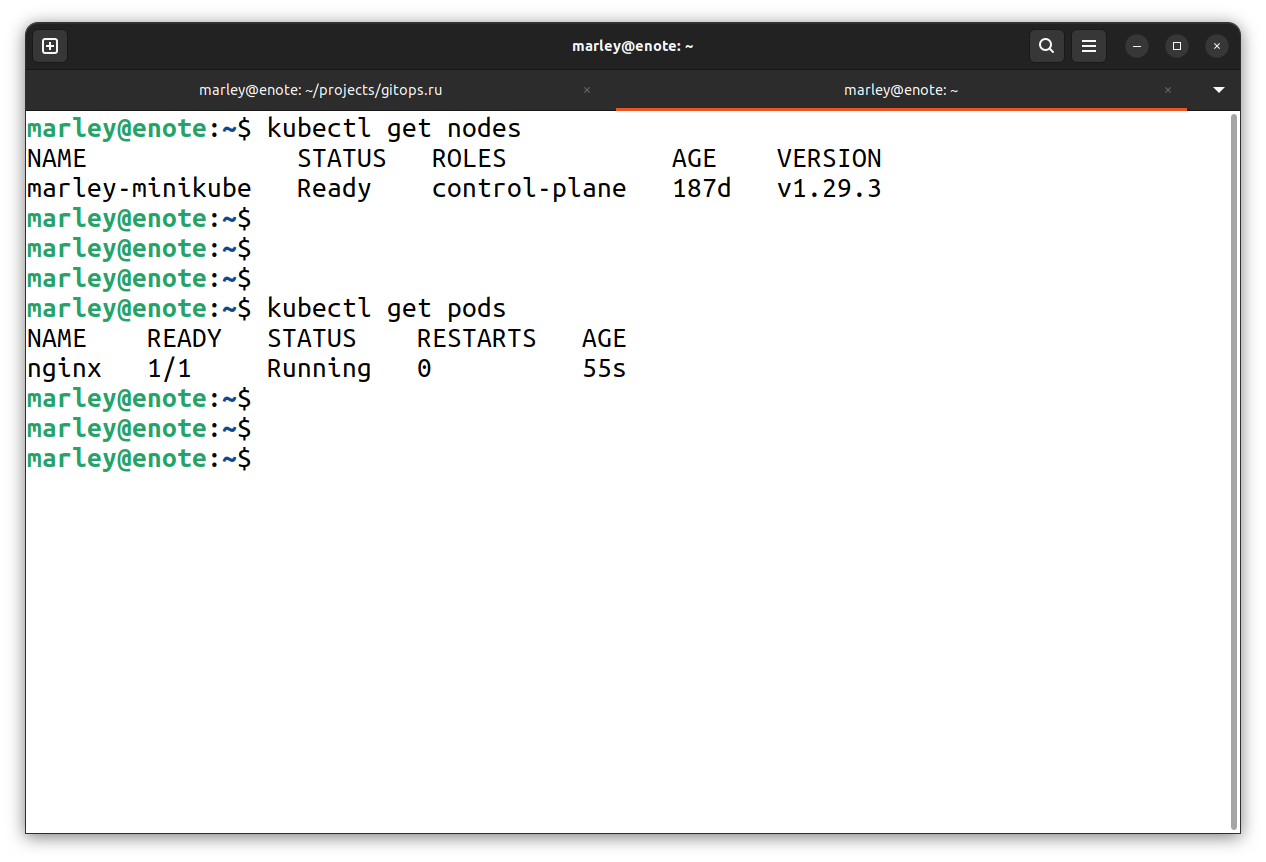 marley@enote: ~
marley@enote: ~/projects/gitops.ru
marley@enote: ~
marley@enote:~$ kubectl get nodes
NAME              STATUS   ROLES           AGE    VERSION
marley-minikube   Ready    control-plane   187d   v1.29.3
marley@enote:~$
marley@enote:~$
marley@enote:~$
marley@enote:~$ kubectl get pods
NAME    READY   STATUS    RESTARTS   AGE
nginx   1/1     Running   0          55s
marley@enote:~$
marley@enote:~$
marley@enote:~$